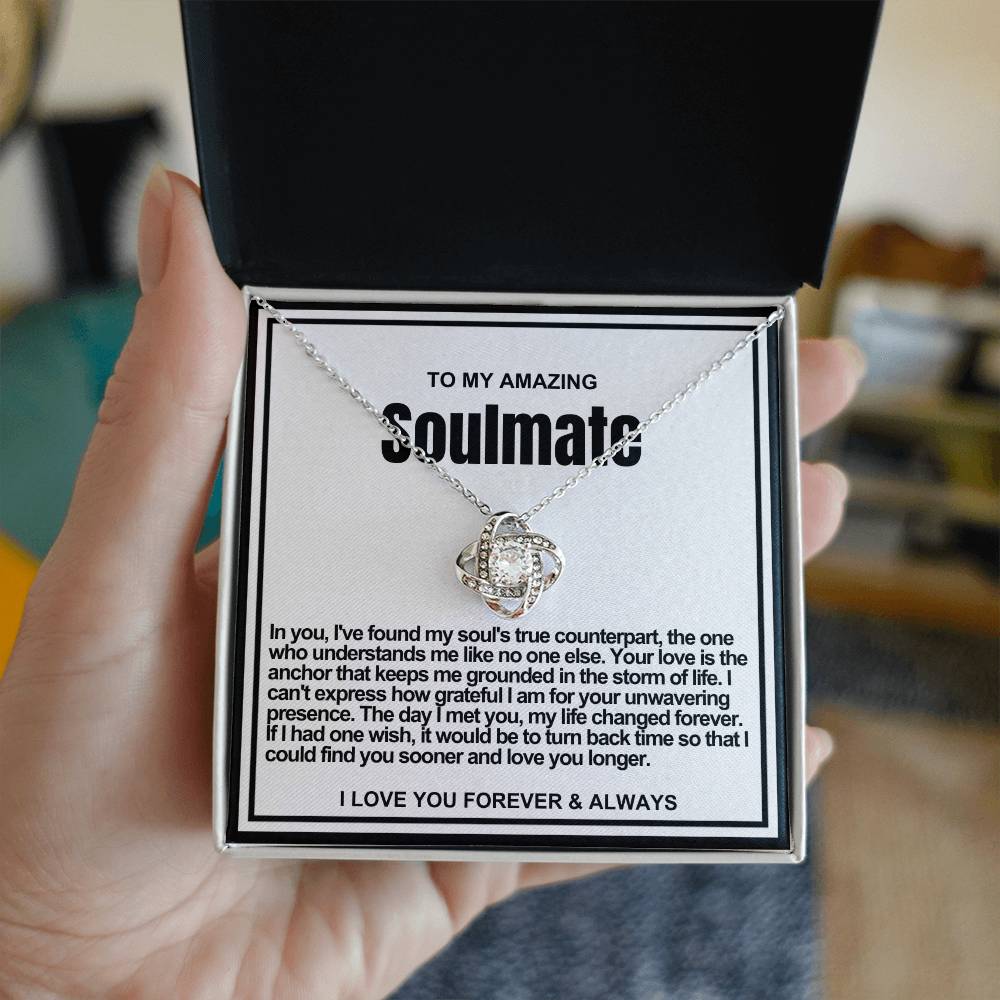 TO MY AMAZING
Soulmate
In you, I've found my soul's true counterpart, the one
who understands me like no one else. Your love is the
anchor that keeps me grounded in the storm of life. I
can't express how grateful I am for your unwavering
presence. The day I met you, my life changed forever.
If I had one wish, it would be to turn back time so that I
could find you sooner and love you longer.
I LOVE YOU FOREVER & ALWAYS